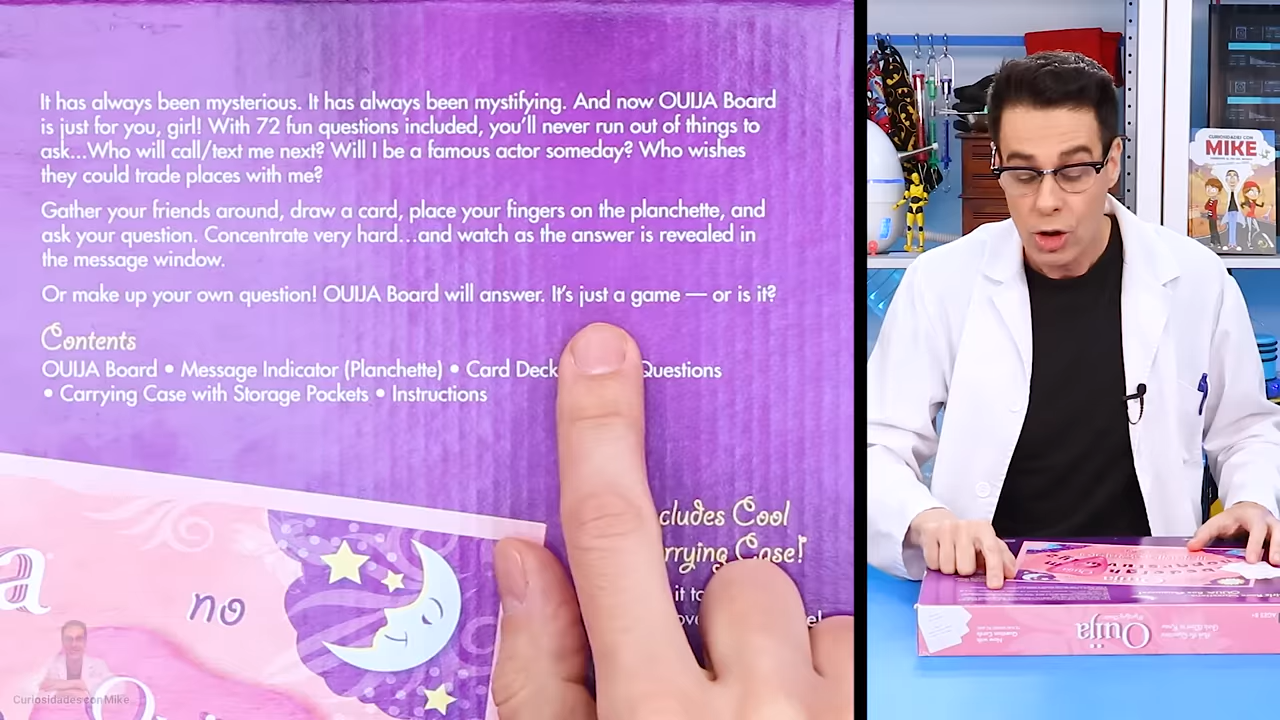 It has always been mysterious. It has always been mystifying. And now OUIJA Board
is just for you, girl! With 72 fun questions included, you'll never run out of things to
ask...Who will call/text me next? Will I be a famous actor someday? Who wishes
they could trade places with me?
Gather your friends around, draw a card, place your fingers on the planchette, and
ask your question. Concentrate very hard...and watch as the answer is revealed in
the message window.
Or make up your own question! OUIJA Board will answer. It's just a game — or is it?
Contents
OUIJA Board • Message Indicator (Planchette) • Card Deck Questions
• Carrying Case with Storage Pockets • Instructions
cludes Cool
rrying Case!
it to
no
Curiosidades con Mike
CURIOSIDADES CON
MIKE
Ouija